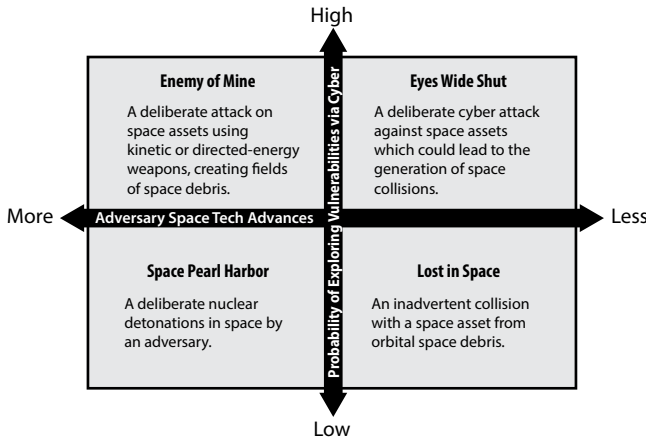 High
Enemy of Mine
A deliberate attack on
space assets using
kinetic or directed-energy
weapons, creating fields
of space debris.
Eyes Wide Shut
A deliberate cyber attack
against space assets
which could lead to the
generation of space
collisions.
Probability of Exploring Vulnerabilities via Cyber
More
Adversary Space Tech Advances
Less
Space Pearl Harbor
A deliberate nuclear
detonations in space by
an adversary.
Lost in Space
An inadvertent collision
with a space asset from
orbital space debris.
Low